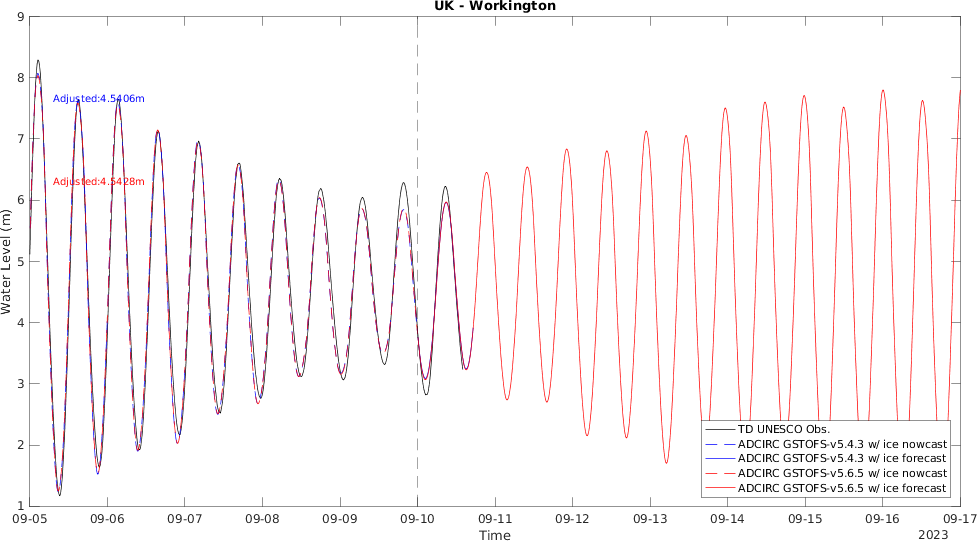 UK - Workington
9
8
7
6
5
4
3
2
1
Water Level (m)
Adjusted:4.5406m
Adjusted:4.5428m
TD UNESCO Obs.
ADCIRC GSTOFS-v5.4.3 w/ ice nowcast
ADCIRC GSTOFS-v5.4.3 w/ ice forecast
ADCIRC GSTOFS-v5.6.5 w/ ice nowcast
ADCIRC GSTOFS-v5.6.5 w/ ice forecast
09-05 09-06 09-07 09-08 09-09 09-10 09-11 09-12 09-13 09-14 09-15 09-16 09-17
Time
2023